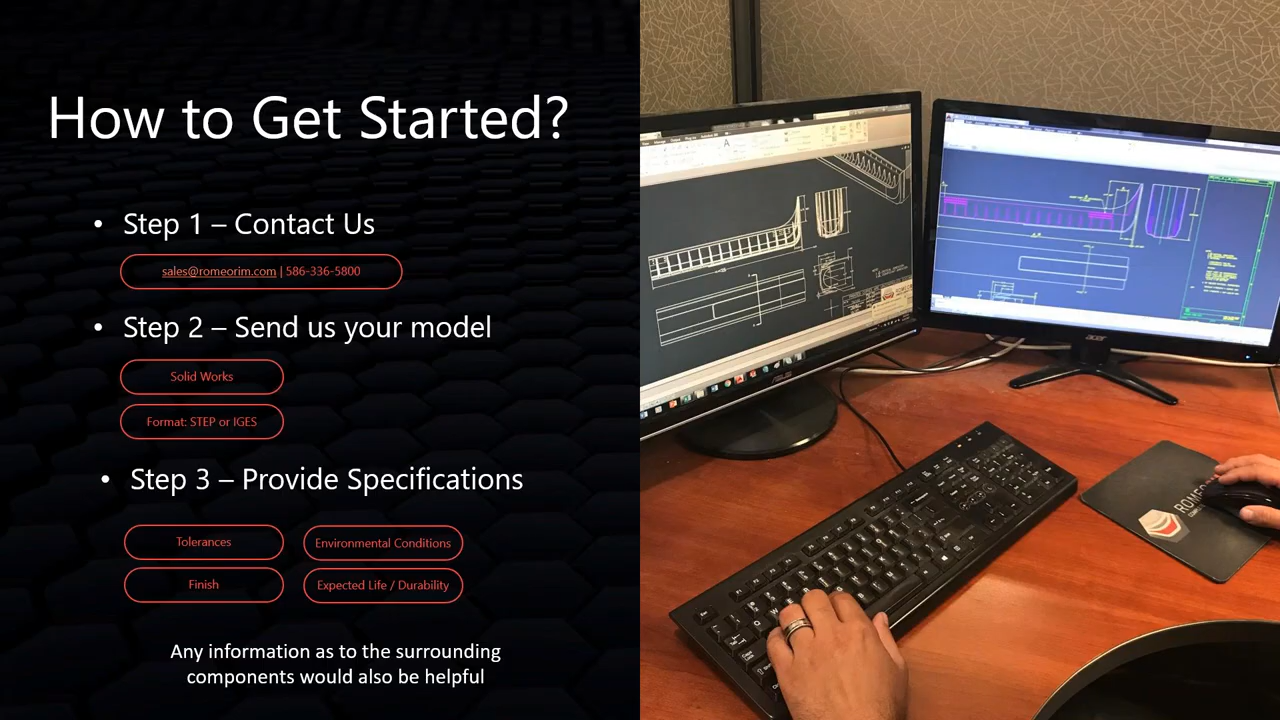 How to Get Started?
• Step 1 – Contact Us
sales@romeorim.com | 586-336-5800
• Step 2 – Send us your model
Solid Works
Format: STEP or IGES
• Step 3 – Provide Specifications
Tolerances
Environmental Conditions
Finish
Expected Life / Durability
Any information as to the surrounding
components would also be helpful
ASUS
acer